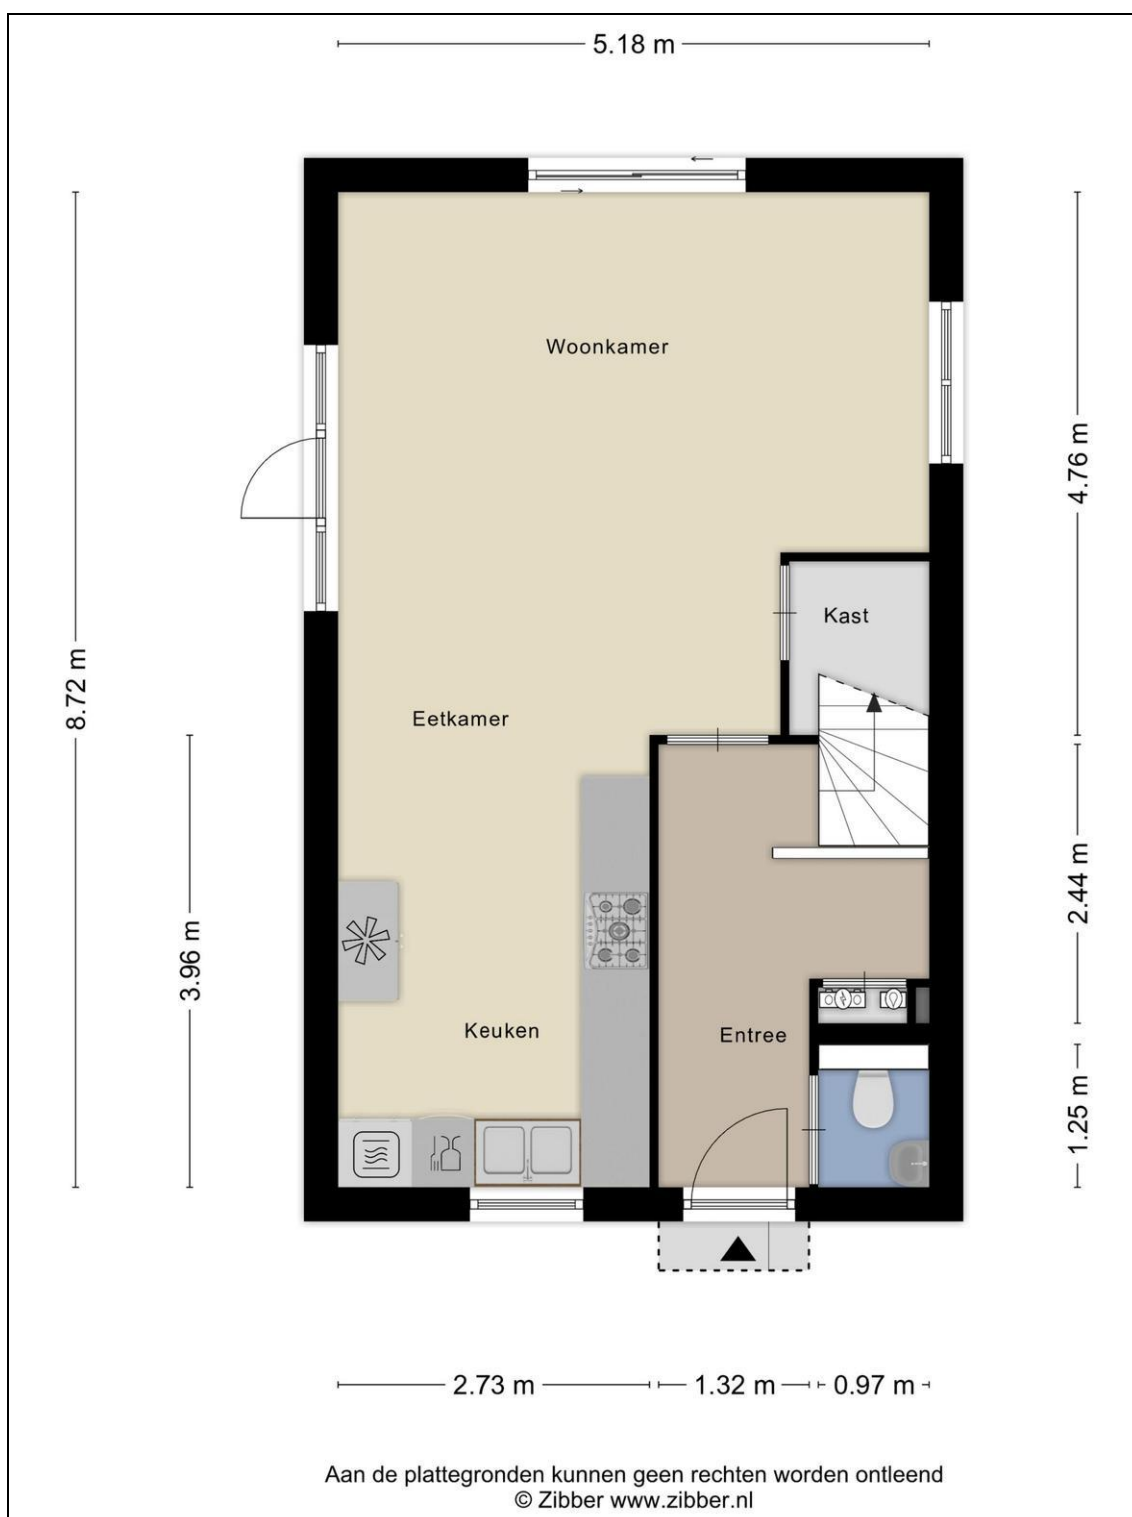 5.18 m
Woonkamer
4.76 m
Kast
8.72 m
Eetkamer
2.44 m
3.96 m
Keuken
Entree
1.25 m
2.73 m
1.32 m
0.97 m
Aan de plattegronden kunnen geen rechten worden ontleend
© Zibber www.zibber.nl